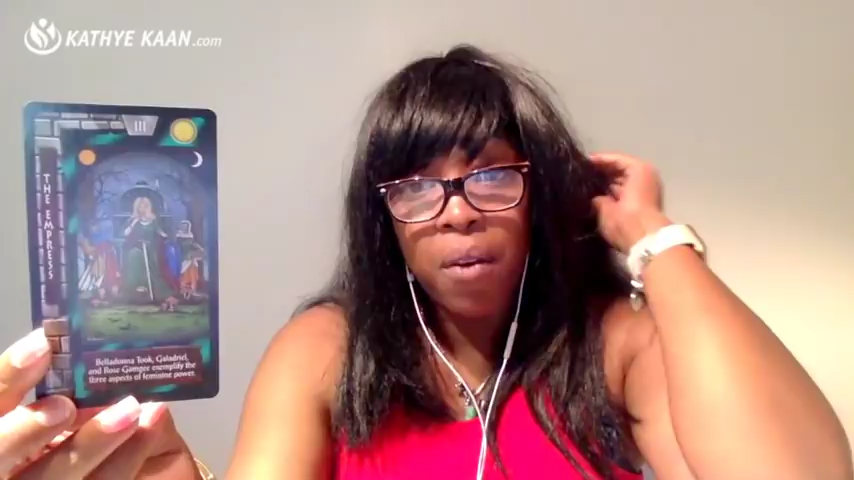 KATHYE KAAN.com
III
THE EMPRESS
Belladonna Took, Galadriel,
and Rose Gamgee exemplify the
three aspects of feminine power.